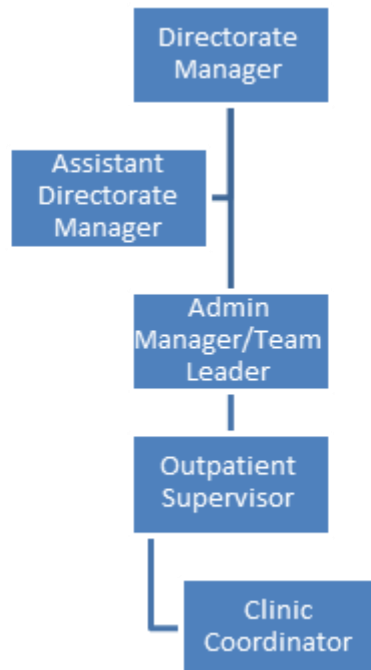 Directorate
Manager
Assistant
Directorate
Manager
Admin
Manager/Team
Leader
Outpatient
Supervisor
Clinic
Coordinator